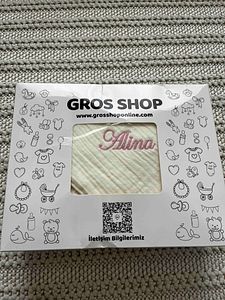 GROS SHOP
www.grosshoponline.com
Alina
İletişim Bilgilerimiz